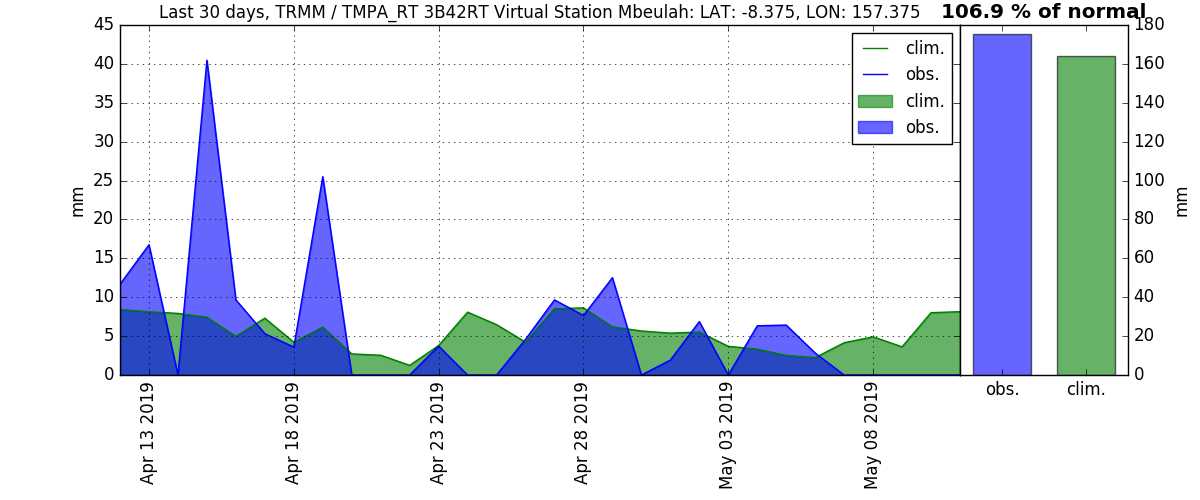 Last 30 days, TRMM / TMPA_RT 3B42RT Virtual Station Mbeulah: LAT: -8.375, LON: 157.375
106.9 % of normal
45
40
35
30
25
20
15
10
5
0
mm
clim.
obs.
clim.
obs.
Apr 13 2019
Apr 18 2019
Apr 23 2019
Apr 28 2019
May 03 2019
May 08 2019
180
160
140
120
100
80
60
40
20
0
mm
obs.
clim.